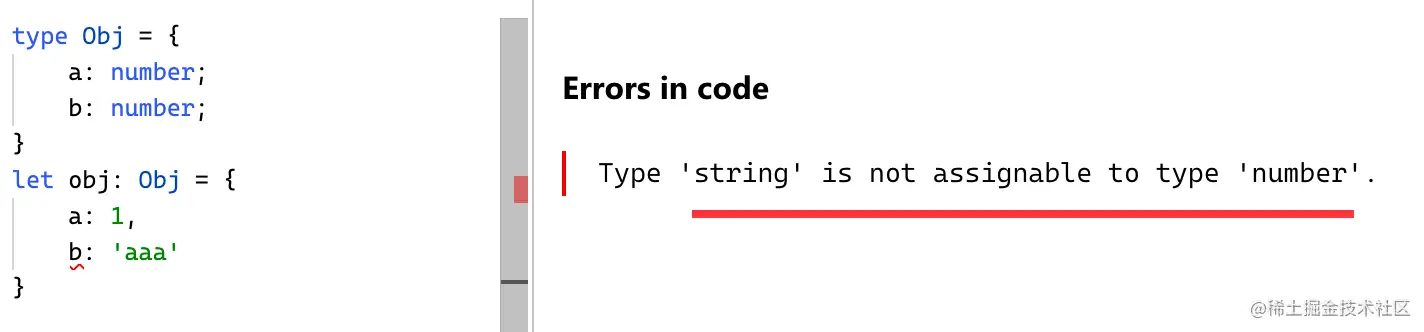 type Obj = {
    a: number;
    b: number;
}
let obj: Obj = {
    a: 1,
    b: 'aaa'
}
Errors in code
Type 'string' is not assignable to type 'number'.
@稀土掘金技术社区